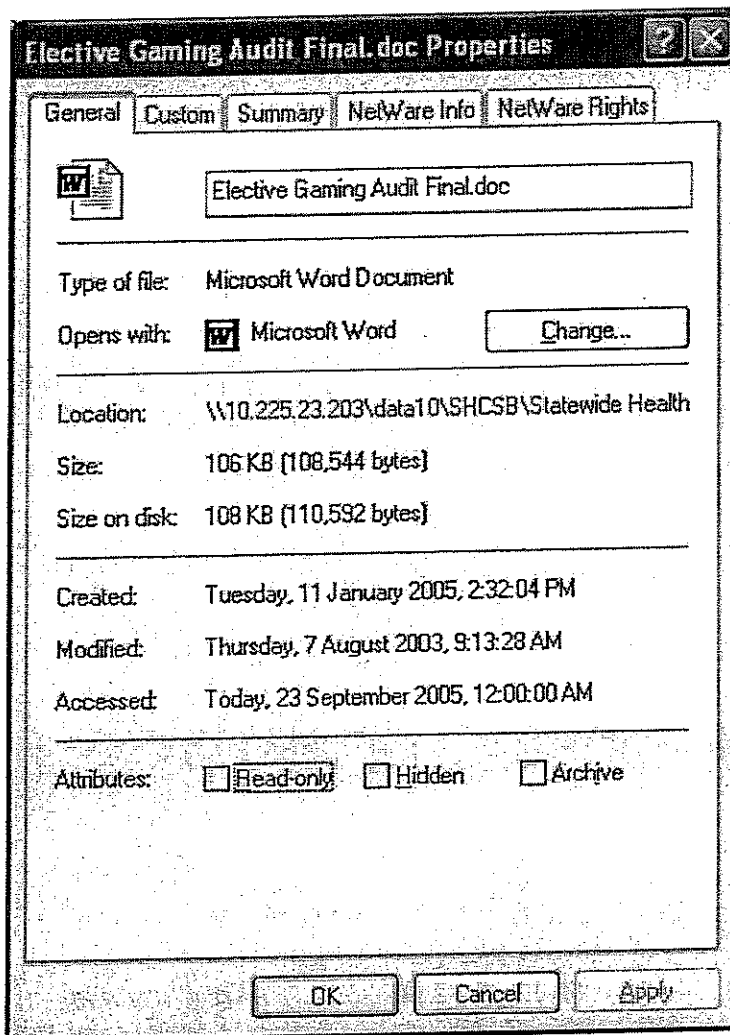 Elective Gaming Audit Final.doc Properties
General Custom Summary NetWare Info NetWare Rights
Elective Gaming Audit Final.doc
Type of file: Microsoft Word Document
Opens with: Microsoft Word Change...
Location: \\10.225.23.203\data10\SHCSB\Statewide Health
Size: 106 KB (108,544 bytes)
Size on disk: 108 KB (110,592 bytes)
Created: Tuesday, 11 January 2005, 2:32:04 PM
Modified: Thursday, 7 August 2003, 9:13:28 AM
Accessed: Today, 23 September 2005, 12:00:00 AM
Attributes: Read-only Hidden Archive
OK Cancel Apply